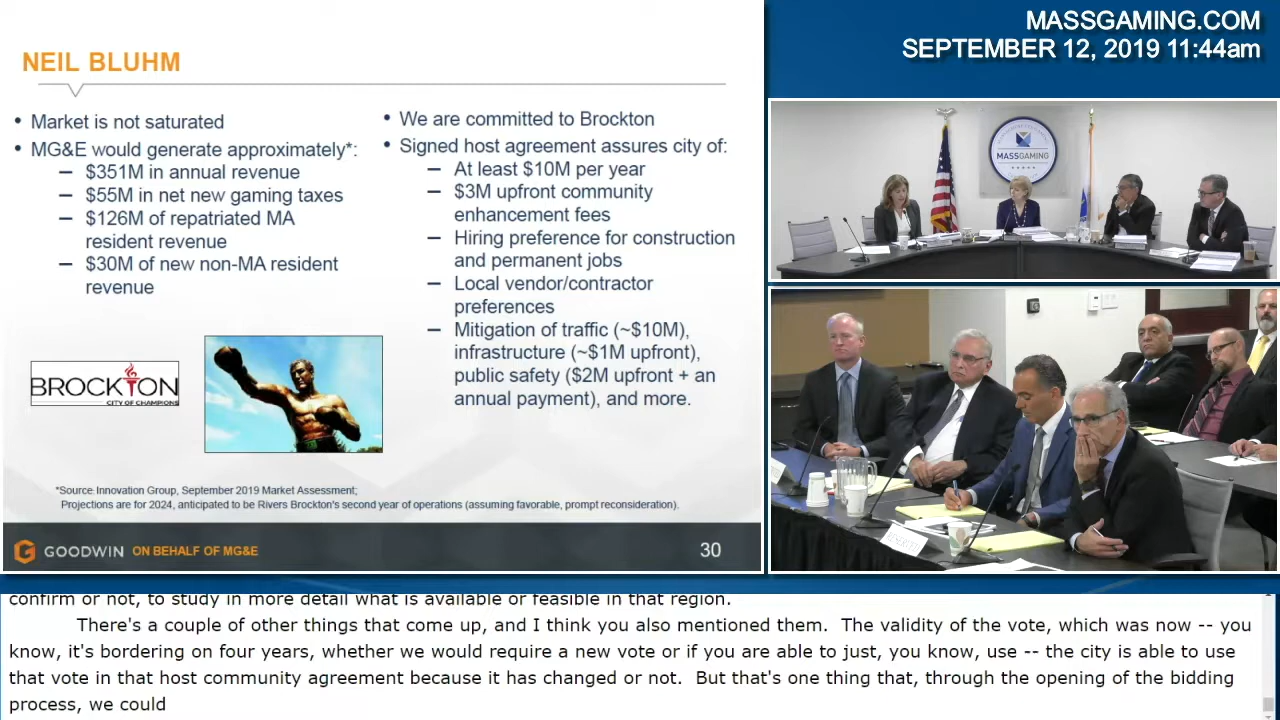 MASSGAMING.COM
SEPTEMBER 12, 2019 11:44am
NEIL BLUHM
• Market is not saturated
• MG&E would generate approximately*:
– $351M in annual revenue
– $55M in net new gaming taxes
– $126M of repatriated MA
resident revenue
– $30M of new non-MA resident
revenue
• We are committed to Brockton
• Signed host agreement assures city of:
– At least $10M per year
– $3M upfront community
enhancement fees
– Hiring preference for construction
and permanent jobs
– Local vendor/contractor
preferences
– Mitigation of traffic (~$10M),
infrastructure (~$1M upfront),
public safety ($2M upfront + an
annual payment), and more.
BROCKTON
CITY OF CHAMPIONS
*Source: Innovation Group, September 2019 Market Assessment;
Projections are for 2024, anticipated to be Rivers Brockton's second year of operations (assuming favorable, prompt reconsideration).
GOODWIN ON BEHALF OF MG&E
30
MASSGAMING
RESERVED
confirm or not, to study in more detail what is available or feasible in that region.
There's a couple of other things that come up, and I think you also mentioned them. The validity of the vote, which was now -- you
know, it's bordering on four years, whether we would require a new vote or if you are able to just, you know, use -- the city is able to use
that vote in that host community agreement because it has changed or not. But that's one thing that, through the opening of the bidding
process, we could